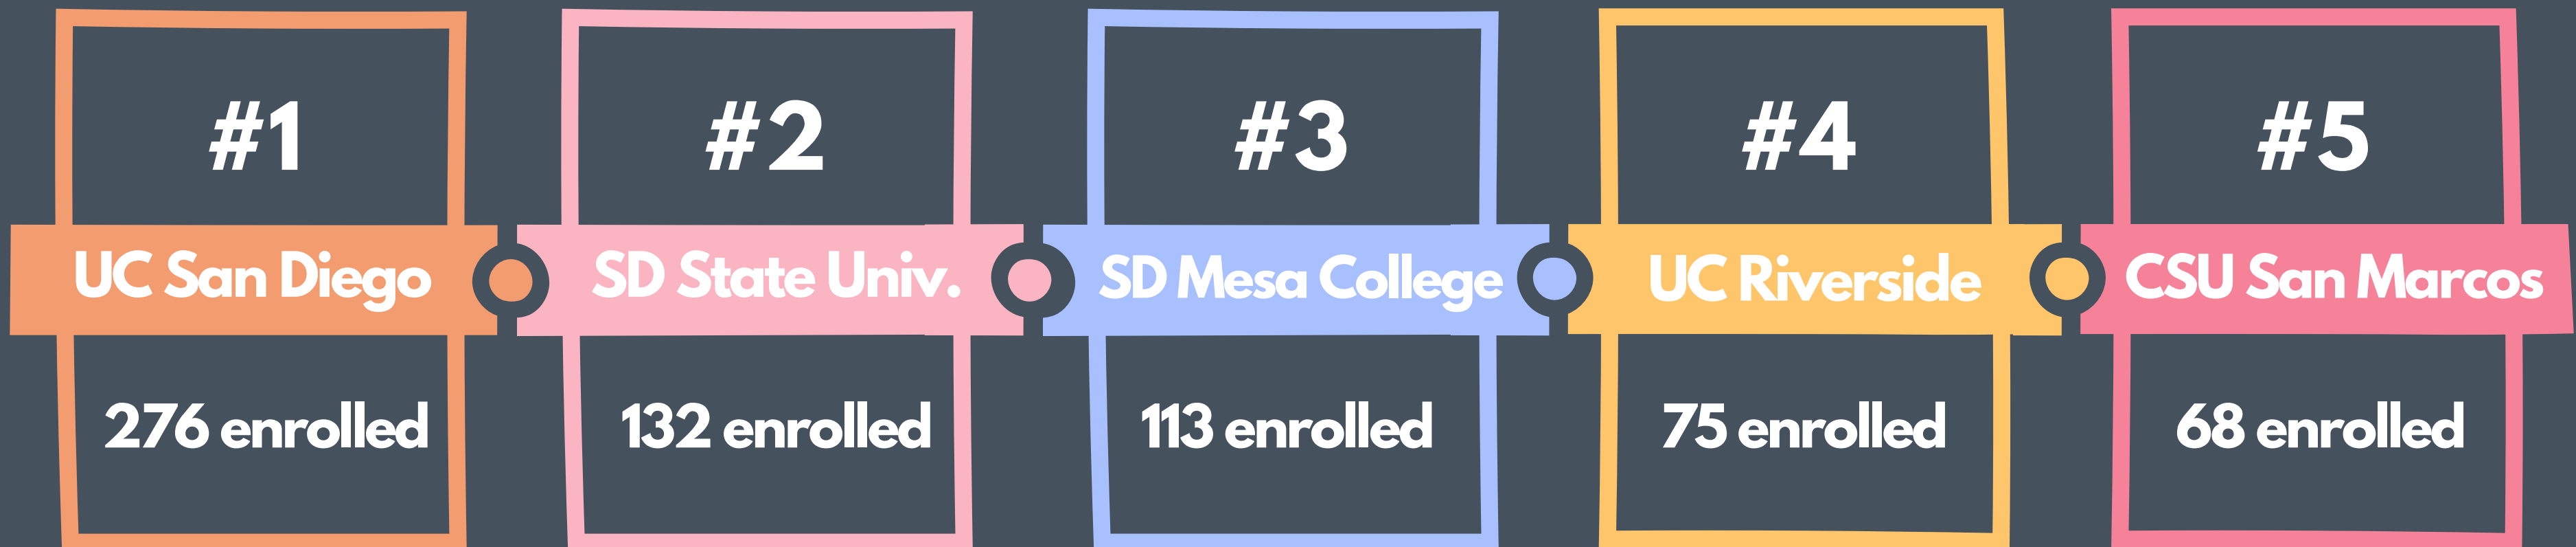 #1
UC San Diego
276 enrolled
#2
SD State Univ.
132 enrolled
#3
SD Mesa College
113 enrolled
#4
UC Riverside
75 enrolled
#5
CSU San Marcos
68 enrolled